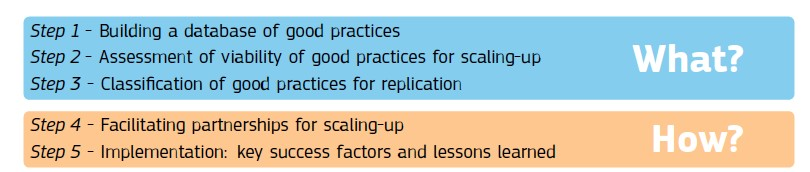 Step 1 - Building a database of good practices
Step 2 - Assessment of viability of good practices for scaling-up
Step 3 - Classification of good practices for replication
What?
Step 4 - Facilitating partnerships for scaling-up
Step 5 - Implementation: key success factors and lessons learned
How?